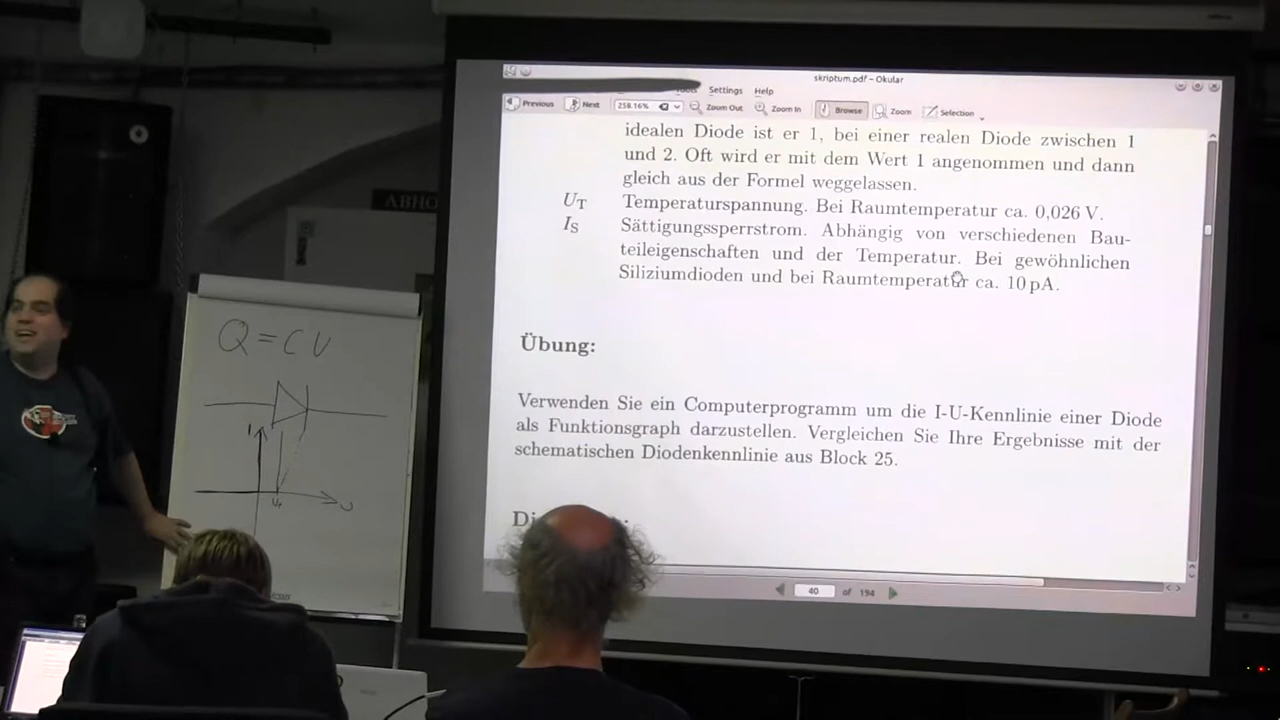 skriptum.pdf – Okular
Settings Help
Previous Next 258.16% Zoom Out Zoom In Browse Zoom Selection
idealen Diode ist er 1, bei einer realen Diode zwischen 1
und 2. Oft wird er mit dem Wert 1 angenommen und dann
gleich aus der Formel weggelassen.
U_T Temperaturspannung. Bei Raumtemperatur ca. 0,026 V.
I_S Sättigungssperrstrom. Abhängig von verschiedenen Bau-
teileigenschaften und der Temperatur. Bei gewöhnlichen
Siliziumdioden und bei Raumtemperatur ca. 10 pA.
Übung:
Verwenden Sie ein Computerprogramm um die I-U-Kennlinie einer Diode
als Funktionsgraph darzustellen. Vergleichen Sie Ihre Ergebnisse mit der
schematischen Diodenkennlinie aus Block 25.
40 of 194
ABHO
Q = C U
I
U